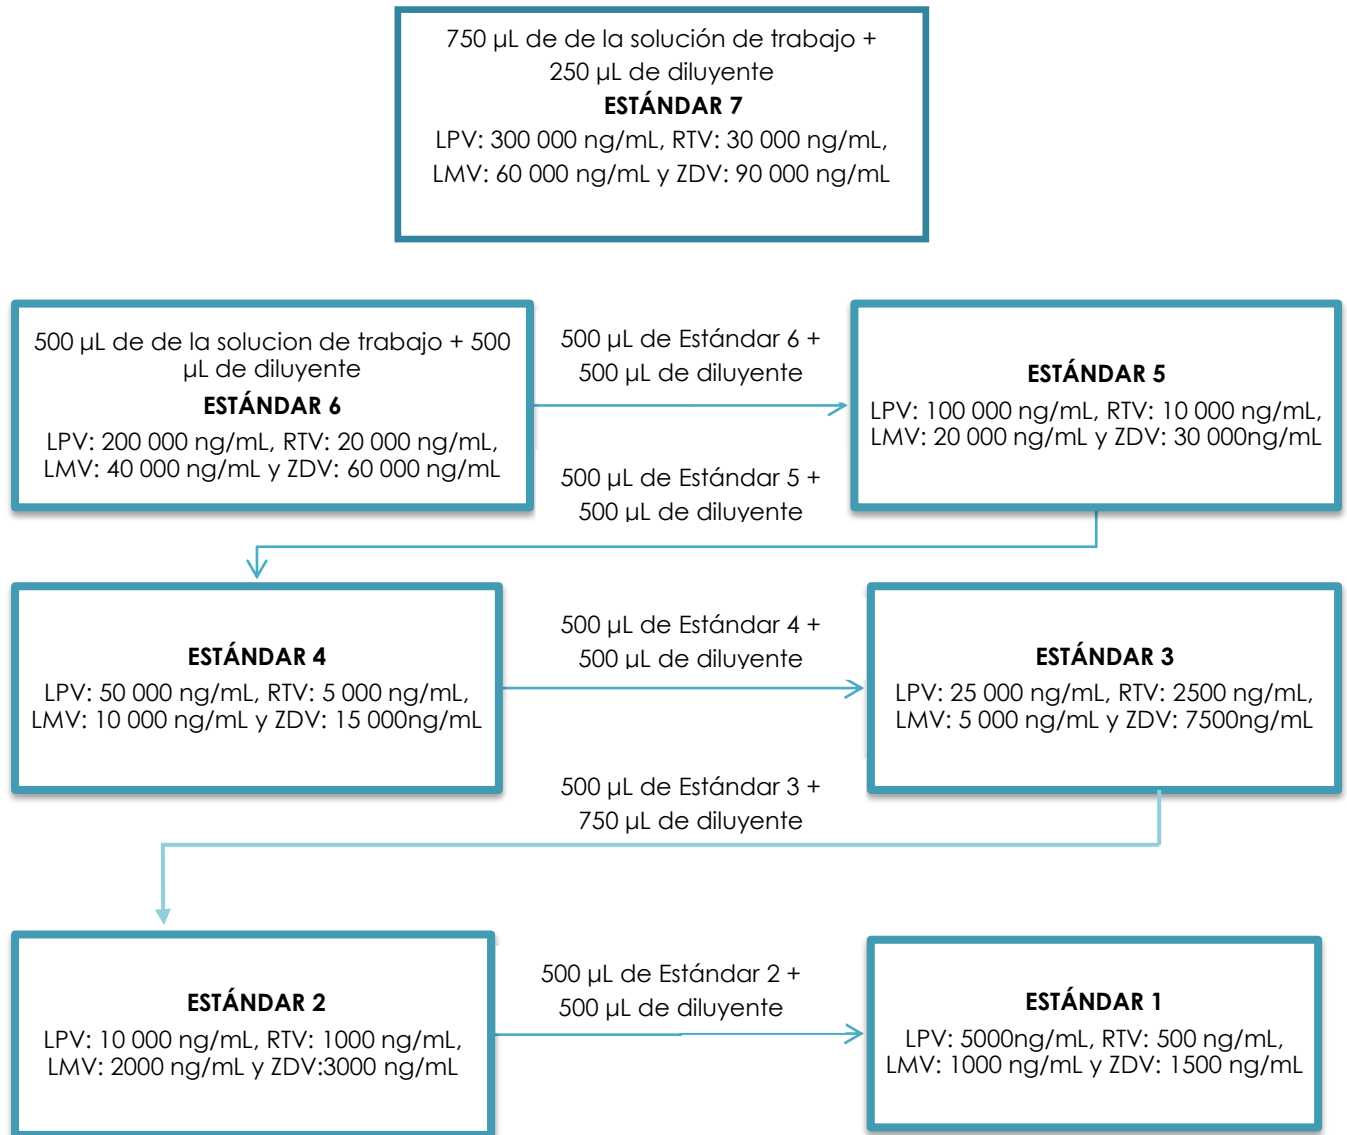 750 µL de de la solución de trabajo +
250 µL de diluyente
ESTÁNDAR 7
LPV: 300 000 ng/mL, RTV: 30 000 ng/mL,
LMV: 60 000 ng/mL y ZDV: 90 000 ng/mL
500 µL de de la solucion de trabajo + 500
µL de diluyente
ESTÁNDAR 6
LPV: 200 000 ng/mL, RTV: 20 000 ng/mL,
LMV: 40 000 ng/mL y ZDV: 60 000 ng/mL
500 µL de Estándar 6 +
500 µL de diluyente
ESTÁNDAR 5
LPV: 100 000 ng/mL, RTV: 10 000 ng/mL,
LMV: 20 000 ng/mL y ZDV: 30 000ng/mL
500 µL de Estándar 5 +
500 µL de diluyente
ESTÁNDAR 4
LPV: 50 000 ng/mL, RTV: 5 000 ng/mL,
LMV: 10 000 ng/mL y ZDV: 15 000ng/mL
500 µL de Estándar 4 +
500 µL de diluyente
ESTÁNDAR 3
LPV: 25 000 ng/mL, RTV: 2500 ng/mL,
LMV: 5 000 ng/mL y ZDV: 7500ng/mL
500 µL de Estándar 3 +
750 µL de diluyente
ESTÁNDAR 2
LPV: 10 000 ng/mL, RTV: 1000 ng/mL,
LMV: 2000 ng/mL y ZDV:3000 ng/mL
500 µL de Estándar 2 +
500 µL de diluyente
ESTÁNDAR 1
LPV: 5000ng/mL, RTV: 500 ng/mL,
LMV: 1000 ng/mL y ZDV: 1500 ng/mL